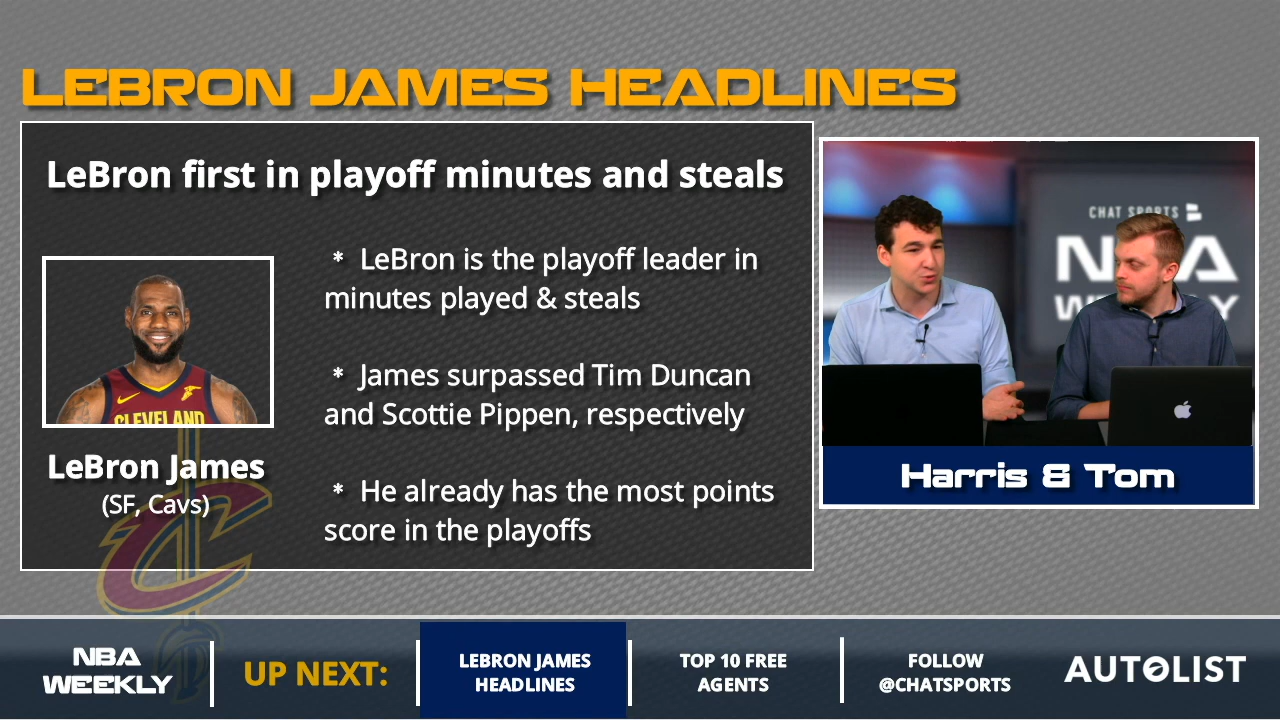 LEBRON JAMES HEADLINES
LeBron first in playoff minutes and steals
* LeBron is the playoff leader in
minutes played & steals
* James surpassed Tim Duncan
and Scottie Pippen, respectively
* He already has the most points
score in the playoffs
CLEVELAND
LeBron James
(SF, Cavs)
CHAT SPORTS
NBA
WEEKLY
Harris & Tom
NBA
WEEKLY
UP NEXT:
LEBRON JAMES
HEADLINES
TOP 10 FREE
AGENTS
FOLLOW
@CHATSPORTS
AUTOLIST